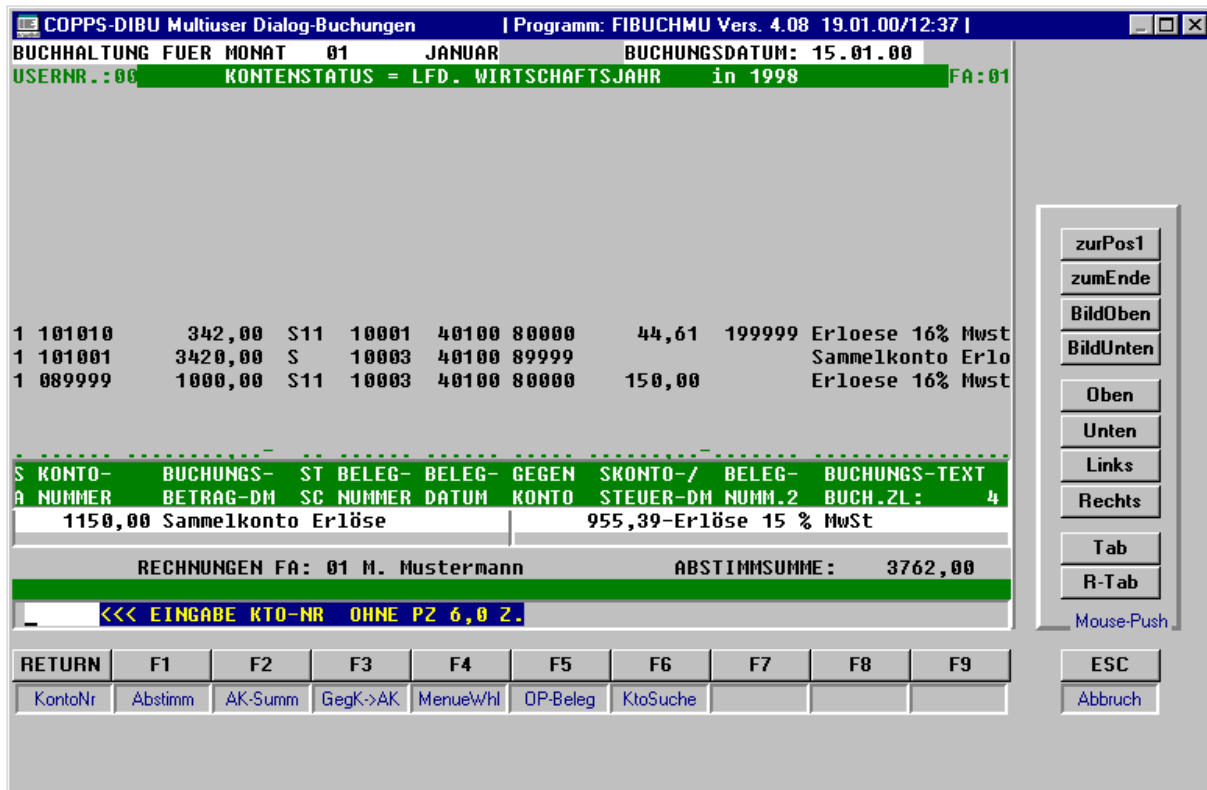 COPPS-DIBU Multiuser Dialog-Buchungen | Programm: FIBUCHMU Vers. 4.08 19.01.00/12:37 |
BUCHHALTUNG FUER MONAT 01 JANUAR BUCHUNGSDATUM: 15.01.00
USERNR.:00 KONTENSTATUS = LFD. WIRTSCHAFTSJAHR in 1998 FA:01
1 101010 342,00 S11 10001 40100 80000 44,61 199999 Erloese 16% Mwst
1 101001 3420,00 S 10003 40100 89999 Sammelkonto Erlo
1 089999 1000,00 S11 10003 40100 80000 150,00 Erloese 16% Mwst
S KONTO- BUCHUNGS- ST BELEG- BELEG- GEGEN SKONTO-/ BELEG- BUCHUNGS-TEXT
A NUMMER BETRAG-DM SC NUMMER DATUM KONTO STEUER-DM NUMM.2 BUCH.ZL: 4
1150,00 Sammelkonto Erlöse 955,39-Erlöse 15 % MwSt
RECHNUNGEN FA: 01 M. Mustermann ABSTIMMSUMME: 3762,00
<<< EINGABE KTO-NR OHNE PZ 6,0 Z.
zurPos1
zumEnde
BildOben
BildUnten
Oben
Unten
Links
Rechts
Tab
R-Tab
Mouse-Push
RETURN F1 F2 F3 F4 F5 F6 F7 F8 F9 ESC
KontoNr Abstimm AK-Summ GegK->AK MenueWhl OP-Beleg KtoSuche Abbruch